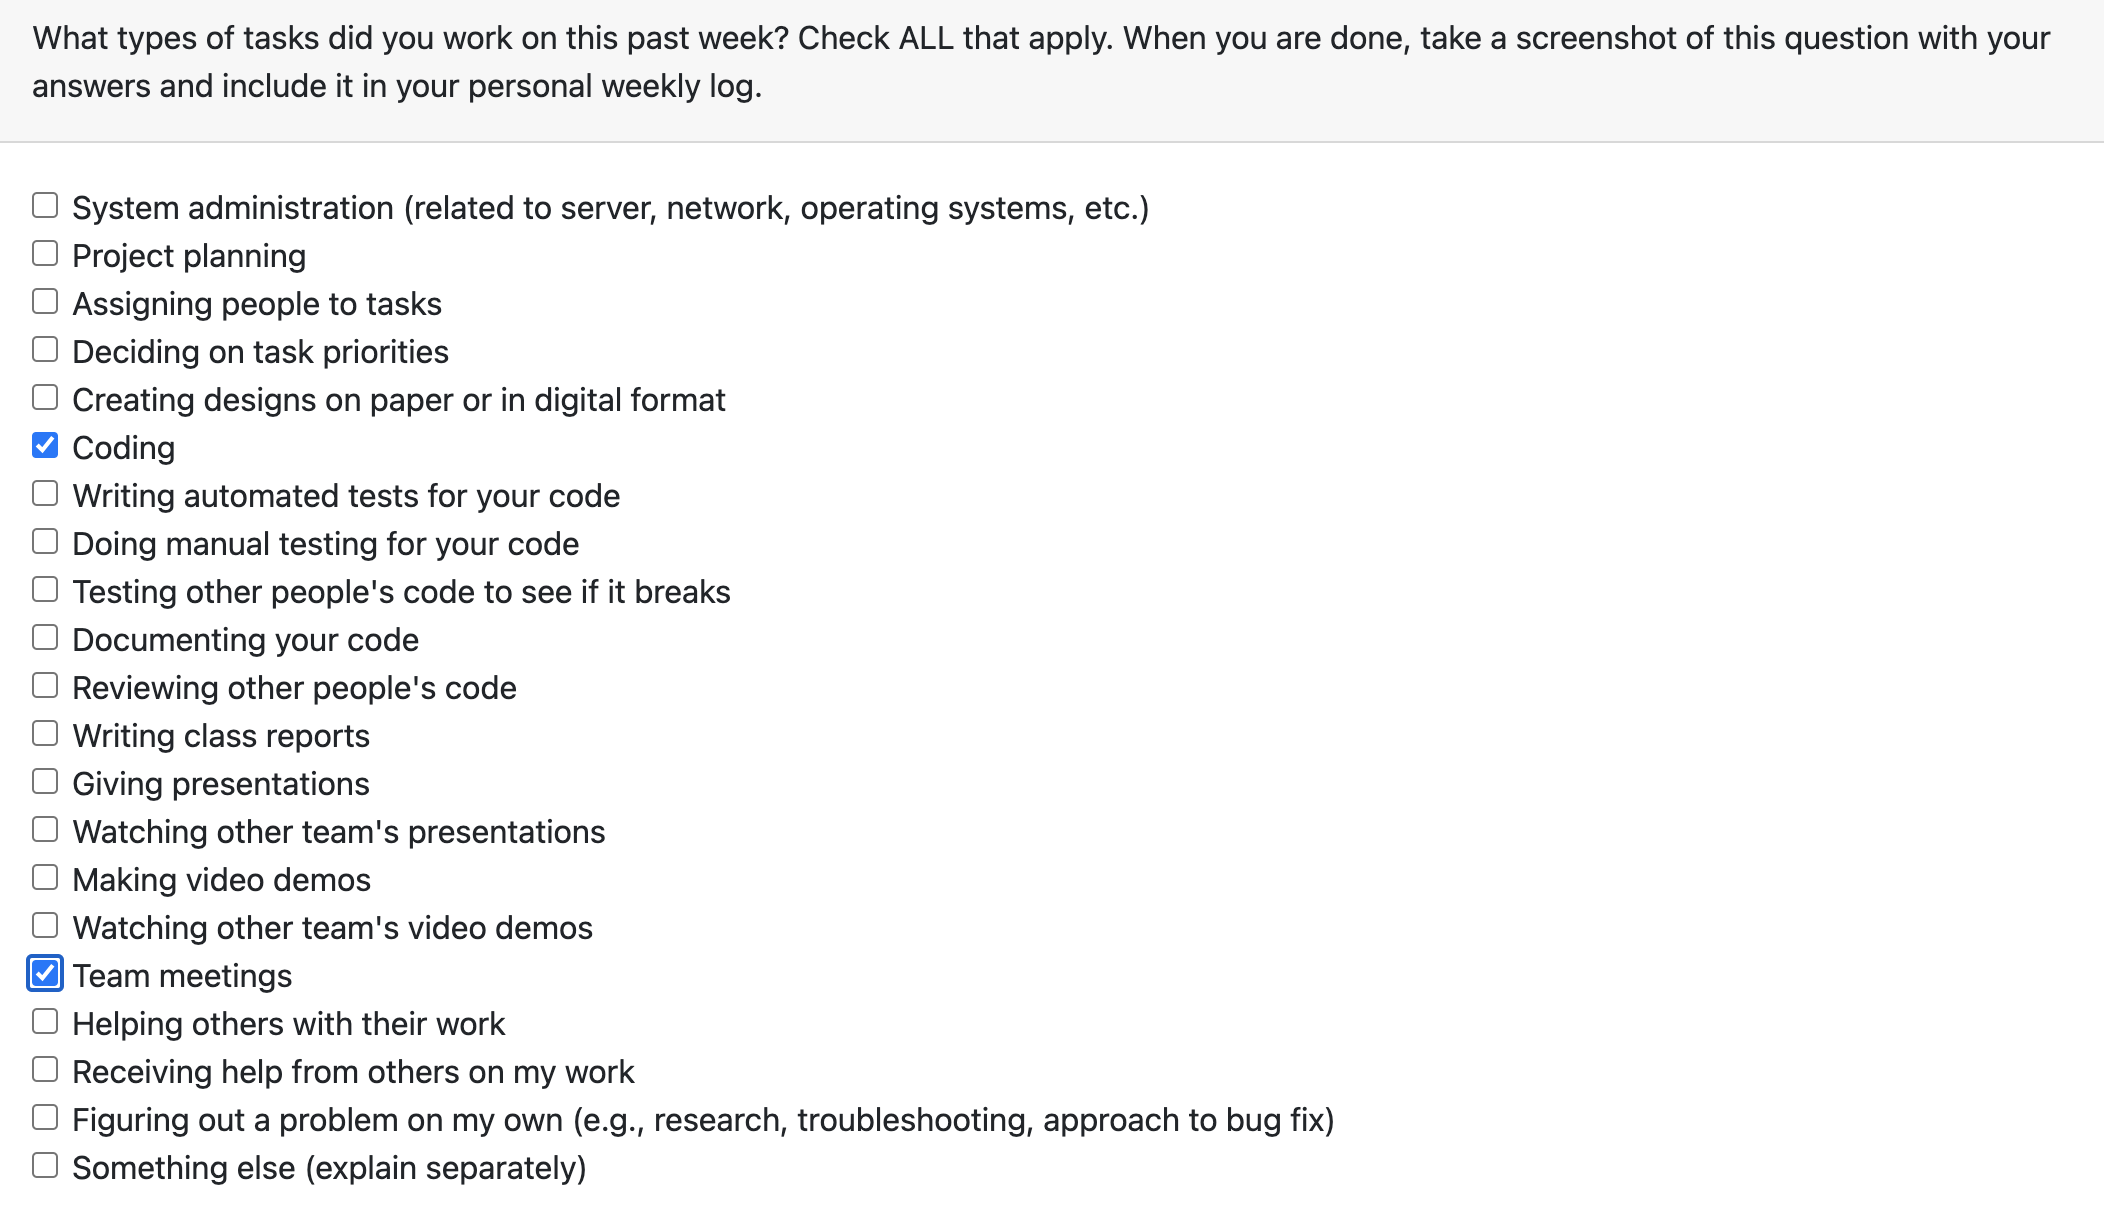 What types of tasks did you work on this past week? Check ALL that apply. When you are done, take a screenshot of this question with your
answers and include it in your personal weekly log.
System administration (related to server, network, operating systems, etc.)
Project planning
Assigning people to tasks
Deciding on task priorities
Creating designs on paper or in digital format
Coding
Writing automated tests for your code
Doing manual testing for your code
Testing other people's code to see if it breaks
Documenting your code
Reviewing other people's code
Writing class reports
Giving presentations
Watching other team's presentations
Making video demos
Watching other team's video demos
Team meetings
Helping others with their work
Receiving help from others on my work
Figuring out a problem on my own (e.g., research, troubleshooting, approach to bug fix)
Something else (explain separately)